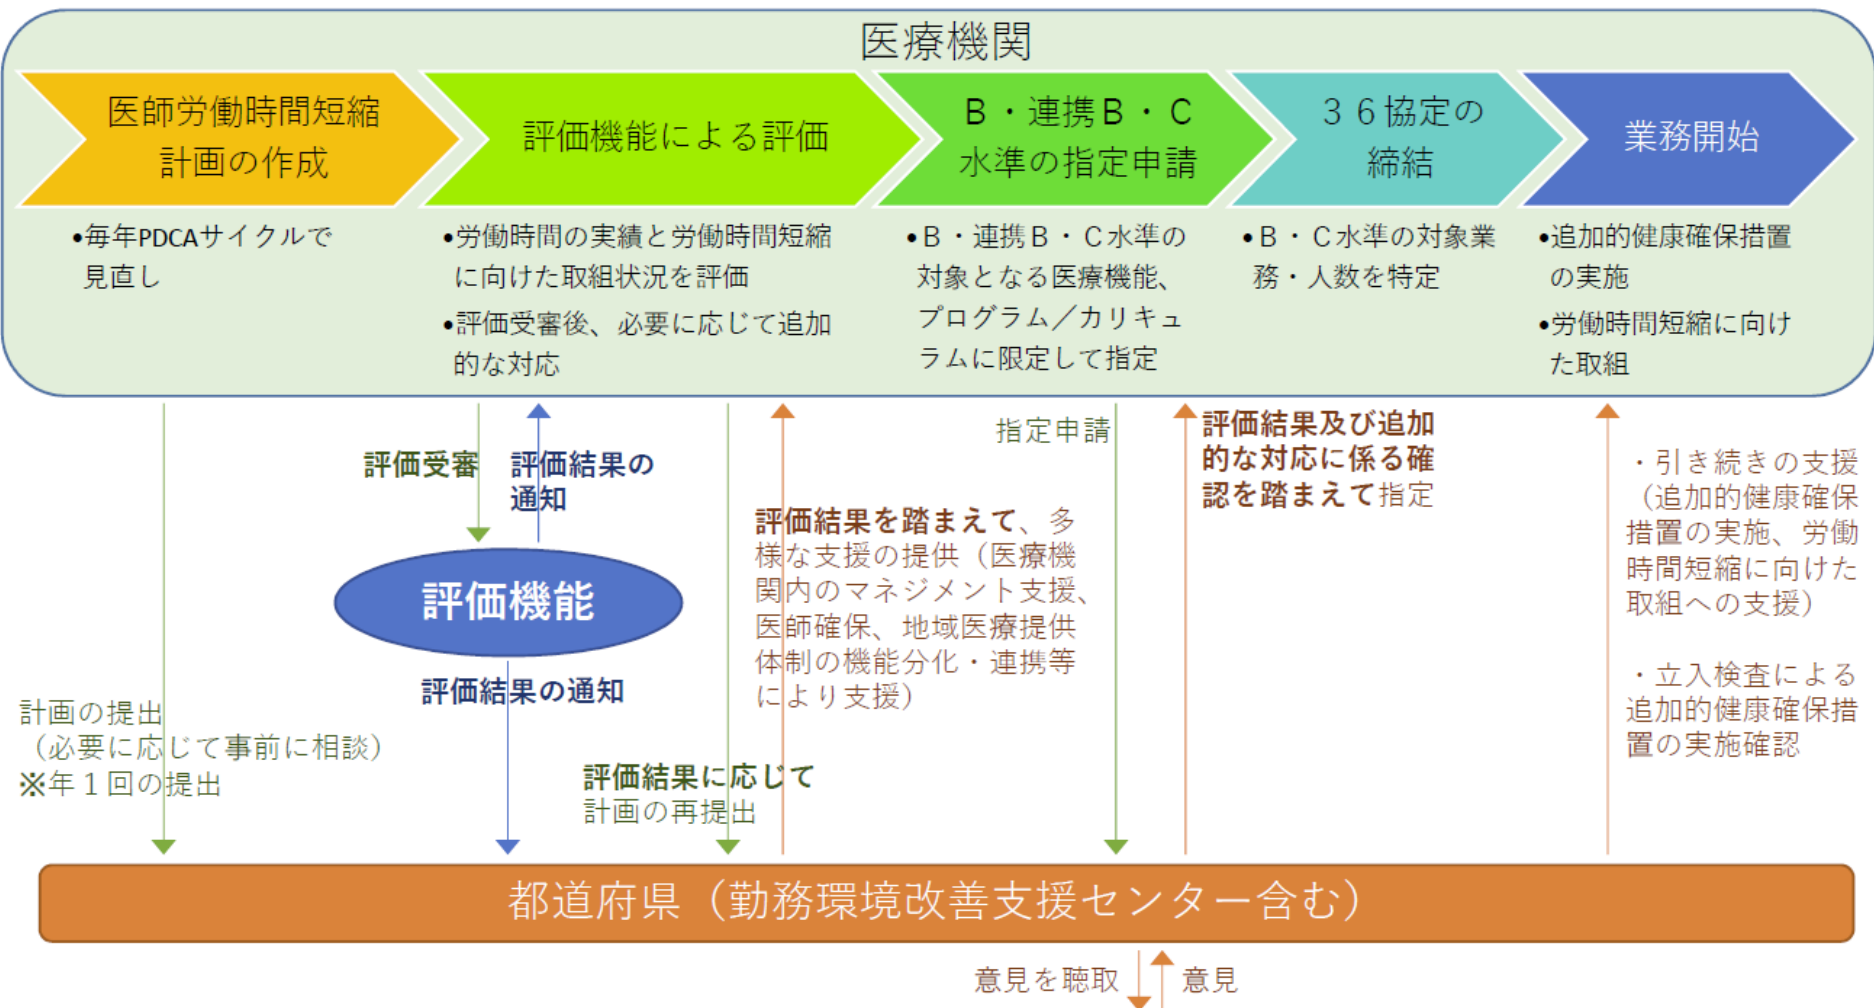 医療機関
医師労働時間短縮
計画の作成
評価機能による評価
Ｂ・連携Ｂ・Ｃ
水準の指定申請
３６協定の
締結
業務開始
•毎年PDCAサイクルで
見直し
•労働時間の実績と労働時間短縮
に向けた取組状況を評価
•評価受審後、必要に応じて追加
的な対応
•Ｂ・連携Ｂ・Ｃ水準の
対象となる医療機能、
プログラム／カリキュ
ラムに限定して指定
•Ｂ・Ｃ水準の対象業
務・人数を特定
•追加的健康確保措置
の実施
•労働時間短縮に向け
た取組
評価受審
評価結果の
通知
評価機能
評価結果の通知
計画の提出
（必要に応じて事前に相談）
※年１回の提出
評価結果に応じて
計画の再提出
評価結果を踏まえて、多
様な支援の提供（医療機
関内のマネジメント支援、
医師確保、地域医療提供
体制の機能分化・連携等
により支援）
指定申請
評価結果及び追加
的な対応に係る確
認を踏まえて指定
・引き続きの支援
（追加的健康確保
措置の実施、労働
時間短縮に向けた
取組への支援）
・立入検査による
追加的健康確保措
置の実施確認
都道府県（勤務環境改善支援センター含む）
意見を聴取
意見